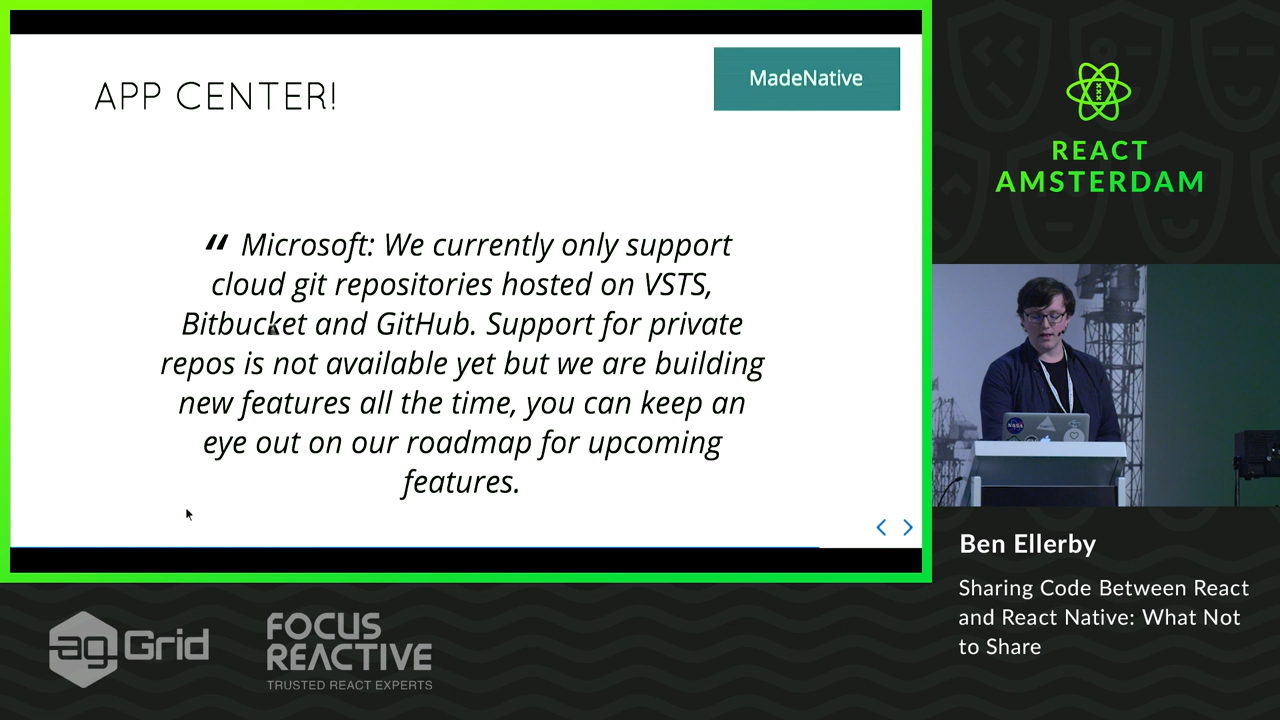 APP CENTER!
MadeNative
“ Microsoft: We currently only support
cloud git repositories hosted on VSTS,
Bitbucket and GitHub. Support for private
repos is not available yet but we are building
new features all the time, you can keep an
eye out on our roadmap for upcoming
features.
REACT
AMSTERDAM
NASA
Ben Ellerby
Sharing Code Between React
and React Native: What Not
to Share
ag Grid
FOCUS
REACTIVE
TRUSTED REACT EXPERTS